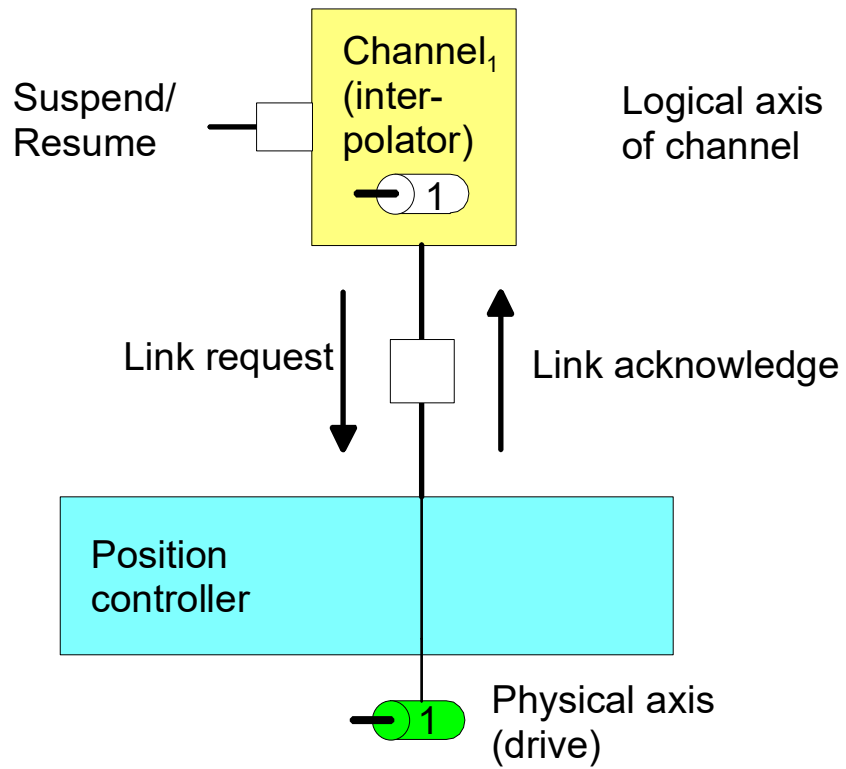 Channel₁
(inter-
polator)
1
Suspend/
Resume
Logical axis
of channel
Link request
Link acknowledge
Position
controller
1
Physical axis
(drive)